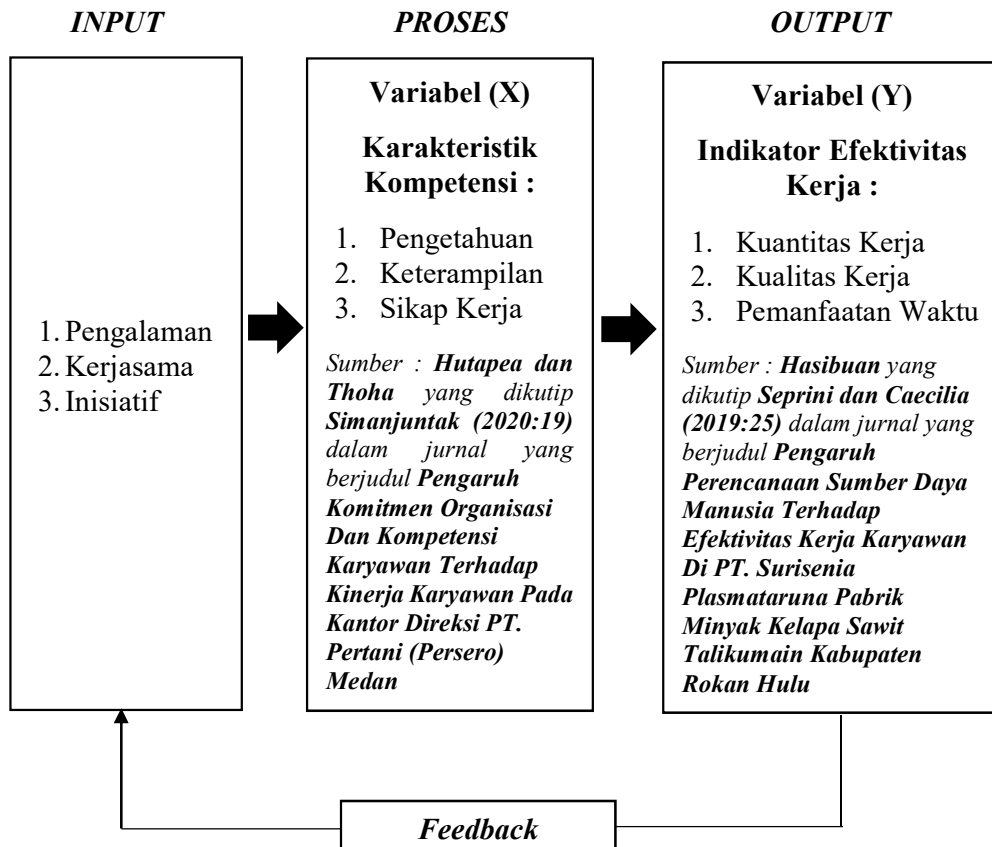 INPUT
PROSES
OUTPUT
1. Pengalaman
2. Kerjasama
3. Inisiatif
Variabel (X)
Karakteristik
Kompetensi :
1. Pengetahuan
2. Keterampilan
3. Sikap Kerja
Sumber : Hutapea dan
Thoha yang dikutip
Simanjuntak (2020:19)
dalam jurnal yang
berjudul Pengaruh
Komitmen Organisasi
Dan Kompetensi
Karyawan Terhadap
Kinerja Karyawan Pada
Kantor Direksi PT.
Pertani (Persero)
Medan
Variabel (Y)
Indikator Efektivitas
Kerja :
1. Kuantitas Kerja
2. Kualitas Kerja
3. Pemanfaatan Waktu
Sumber : Hasibuan yang
dikutip Seprini dan Caecilia
(2019:25) dalam jurnal yang
berjudul Pengaruh
Perencanaan Sumber Daya
Manusia Terhadap
Efektivitas Kerja Karyawan
Di PT. Surisenia
Plasmataruna Pabrik
Minyak Kelapa Sawit
Talikumain Kabupaten
Rokan Hulu
Feedback